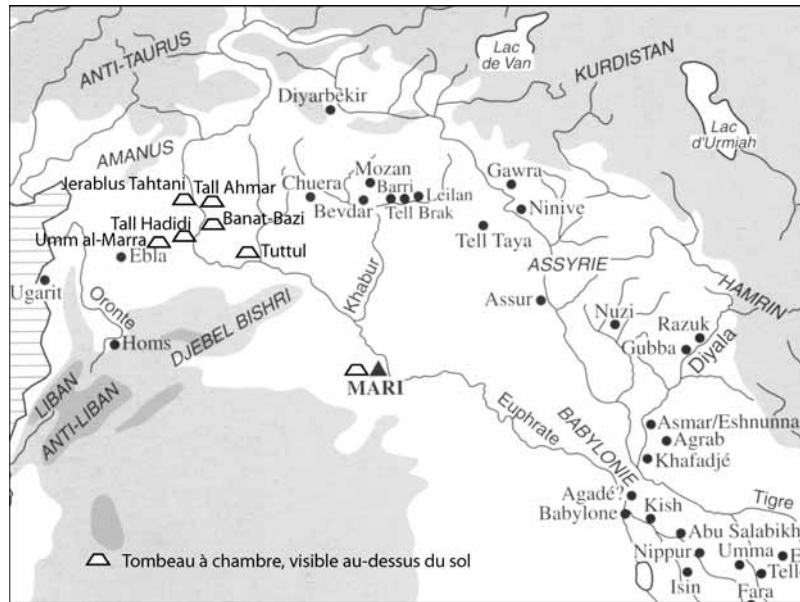 ANTI-TAURUS
Lac
de Van
KURDISTAN
Lac
d'Urmiah
Diyarbékir
AMANUS
Jerablus Tahtani
Tall Ahmar
Chuera
Mozan
Barri
Leilan
Bevdar
Tell Brak
Gawra
Ninive
Tall Hadidi
Banat-Bazi
Umm al-Marra
Ebla
Tuttul
Tell Taya
ASSYRIE
HAMRIN
Ugarit
Oronte
Khabur
Assur
Nuzi
Razuk
Gubba
Diyala
DJEBEL BISHRI
Homs
MARI
LIBAN
ANTI-LIBAN
Euphrate
BABYLONIE
Asmar/Eshnunna
Agrab
Khafadjé
Tigre
Agadé?
Babylone
Kish
Abu Salabikh
Nippur
Umma
E
Isin
Tell
Fara
Tombeau à chambre, visible au-dessus du sol